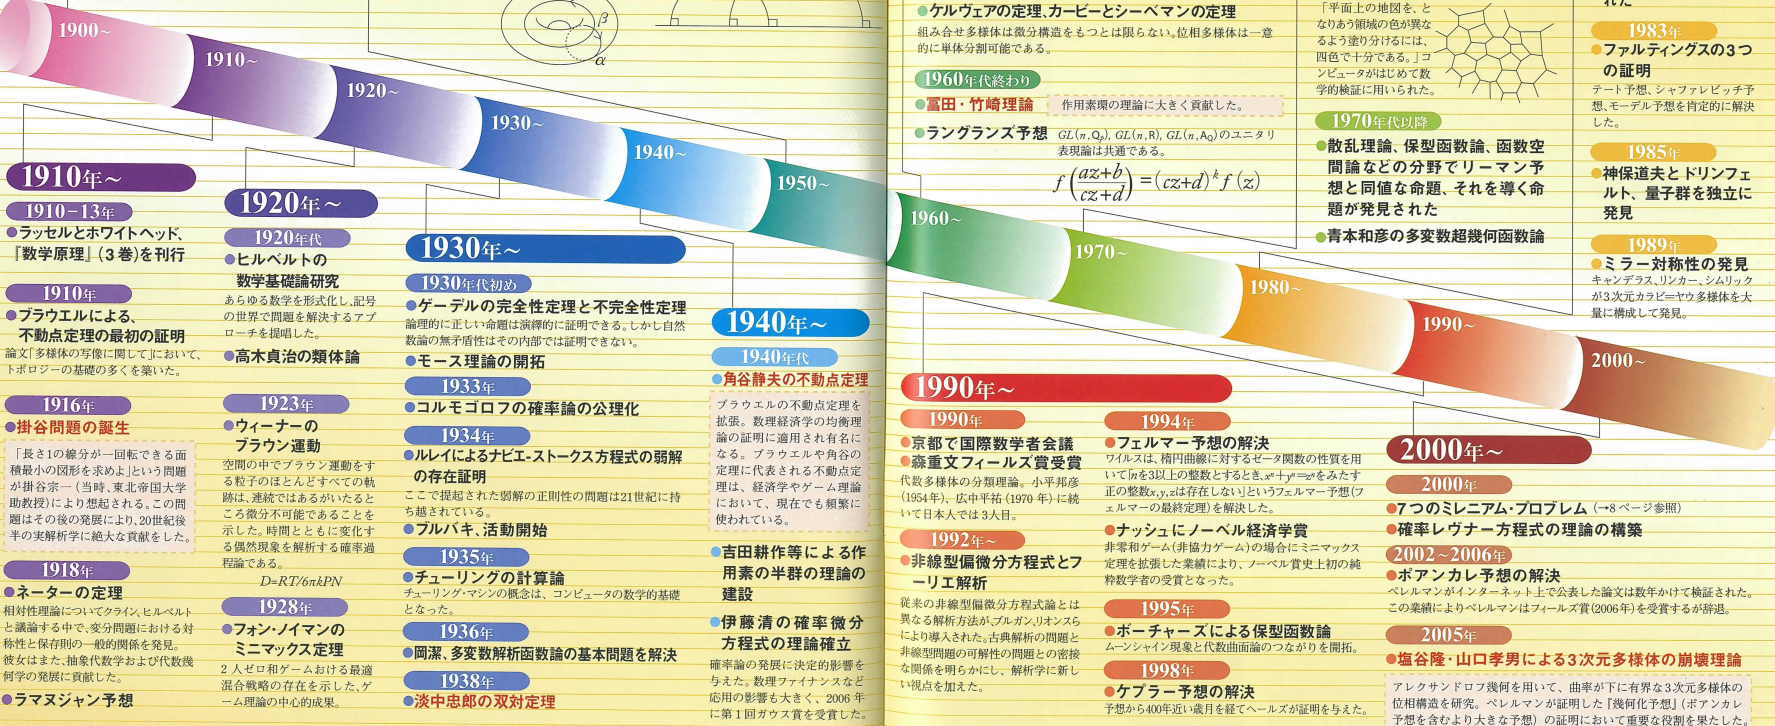 1900~
1910~
1920~
1930~
1940~
1950~
1960~
1970~
1980~
1990~
2000~
β
α
1910年~
1910-13年
●ラッセルとホワイトヘッド、
『数学原理』(3巻)を刊行
1910年
●ブラウエルによる、
不動点定理の最初の証明
論文「多様体の写像に関して」において、
トポロジーの基礎の多くを築いた。
1916年
●掛谷問題の誕生
「長さ1の線分が一回転できる面
積最小の図形を求めよ」という問題
が掛谷宗一(当時、東北帝国大学
助教授)により想起される。この問
題はその後の発展により、20世紀後
半の実解析学に絶大な貢献をした。
1918年
●ネーターの定理
相対性理論についてクライン、ヒルベルト
と議論する中で、変分問題における対
称性と保存則の一般的関係を発見。
彼女はまた、抽象代数学および代数幾
何学の発展に貢献した。
●ラマヌジャン予想
1920年~
1920年代
●ヒルベルトの
数学基礎論研究
あらゆる数学を形式化し、記号
の世界で問題を解決するアプ
ローチを提唱した。
●高木貞治の類体論
1923年
●ウィーナーの
ブラウン運動
空間の中でブラウン運動をす
る粒子のほとんどすべての軌
跡は、連続ではあるがいたると
ころ微分不可能であることを
示した。時間とともに変化す
る偶然現象を解析する確率過
程論である。
D=RT/6πkPN
1928年
●フォン・ノイマンの
ミニマックス定理
2人ゼロ和ゲームおける最適
混合戦略の存在を示した、ゲ
ーム理論の中心的成果。
1930年~
1930年代初め
●ゲーデルの完全性定理と不完全性定理
論理的に正しい命題は演繹的に証明できる。しかし自然
数論の無矛盾性はその内部では証明できない。
●モース理論の開拓
1933年
●コルモゴロフの確率論の公理化
1934年
●ルレイによるナビエ-ストークス方程式の弱解
の存在証明
ここで提起された弱解の正則性の問題は21世紀に持
ち越されている。
●ブルバキ、活動開始
1935年
●チューリングの計算論
チューリング・マシンの概念は、コンピュータの数学的基礎
となった。
1936年
●岡潔、多変数解析函数論の基本問題を解決
1938年
●淡中忠郎の双対定理
1940年~
1940年代
●角谷静夫の不動点定理
ブラウエルの不動点定理を
拡張。数理経済学の均衡理
論の証明に適用され有名に
なる。ブラウエルや角谷の
定理に代表される不動点定
理は、経済学やゲーム理論
において、現在でも頻繁に
使われている。
●吉田耕作等による作
用素の半群の理論の
建設
●伊藤清の確率微分
方程式の理論確立
確率論の発展に決定的影響を
与えた。数理ファイナンスなど
応用の影響も大きく、2006年
に第1回ガウス賞を受賞した。
●ケルヴェアの定理、カービーとシーベマンの定理
組み合せ多様体は微分構造をもつとは限らない。位相多様体は一意
的に単体分割可能である。
1960年代終わり
●冨田・竹崎理論
作用素環の理論に大きく貢献した。
●ラングランズ予想 GL(n,Qp), GL(n,R), GL(n,AQ)のユニタリ
表現論は共通である。
f((az+b)/(cz+d))=(cz+d)^k f(z)
「平面上の地図を、と
なりあう領域の色が異な
るよう塗り分けるには、
四色で十分である。」コ
ンピュータがはじめて数
学的検証に用いられた。
1970年代以降
●散乱理論、保型函数論、函数空
間論などの分野でリーマン予
想と同値な命題、それを導く命
題が発見された
●青本和彦の多変数超幾何函数論
れた
1983年
●ファルティングスの3つ
の証明
テート予想、シャファレビッチ予
想、モーデル予想を肯定的に解決
した。
1985年
●神保道夫とドリンフェ
ルト、量子群を独立に
発見
1989年
●ミラー対称性の発見
キャンデラス、リンカー、シムリック
が3次元カラビ=ヤウ多様体を大
量に構成して発見。
1990年~
1990年
●京都で国際数学者会議
●森重文フィールズ賞受賞
代数多様体の分類理論。小平邦彦
(1954年)、広中平祐(1970年)に続
いて日本人では3人目。
1992年~
●非線型偏微分方程式とフ
ーリエ解析
従来の非線型偏微分方程式論とは
異なる解析方法が、ブルガン、リオンスら
により導入された。古典解析の問題と
非線型問題の可解性の問題との密接
な関係を明らかにし、解析学に新し
い視点を加えた。
1994年
●フェルマー予想の解決
ワイルスは、楕円曲線に対するゼータ関数の性質を用
いて「nを3以上の整数とするとき、xⁿ+yⁿ=zⁿをみたす
正の整数x,y,zは存在しない」というフェルマー予想(フ
ェルマーの最終定理)を解決した。
●ナッシュにノーベル経済学賞
非零和ゲーム(非協力ゲーム)の場合にミニマックス
定理を拡張した業績により、ノーベル賞史上初の純
粋数学者の受賞となった。
1995年
●ボーチャーズによる保型函数論
ムーンシャイン現象と代数曲面論のつながりを開拓。
1998年
●ケプラー予想の解決
予想から400年近い歳月を経てヘールズが証明を与えた。
2000年~
2000年
●7つのミレニアム・プロブレム(→8ページ参照)
●確率レヴナー方程式の理論の構築
2002~2006年
●ポアンカレ予想の解決
ペレルマンがインターネット上で公表した論文は数年かけて検証された。
この業績によりペレルマンはフィールズ賞(2006年)を受賞するが辞退。
2005年
●塩谷隆・山口孝男による3次元多様体の崩壊理論
アレクサンドロフ幾何を用いて、曲率が下に有界な3次元多様体の
位相構造を研究。ペレルマンが証明した『幾何化予想』(ポアンカレ
予想を含むより大きな予想)の証明において重要な役割を果たした。